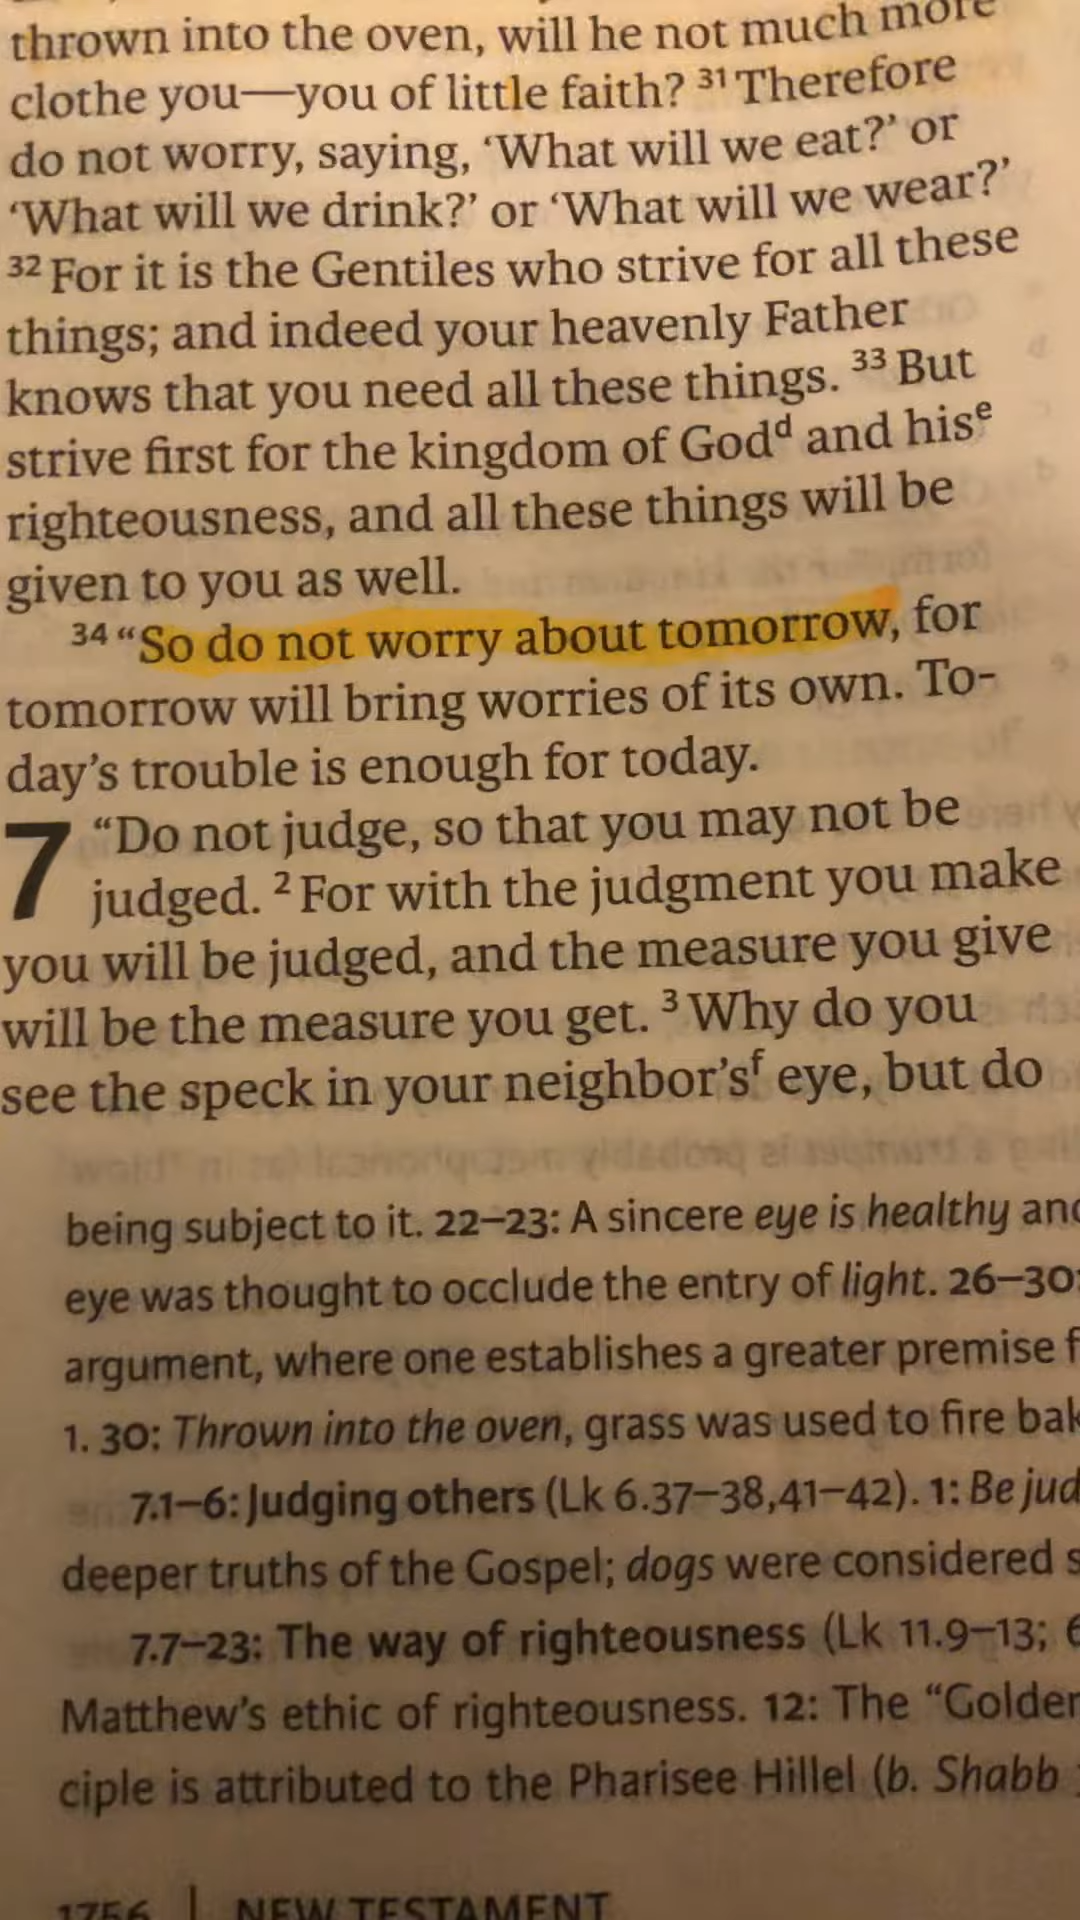 thrown into the oven, will he not much more
clothe you—you of little faith? 31 Therefore
do not worry, saying, ‘What will we eat?’ or
‘What will we drink?’ or ‘What will we wear?’
32 For it is the Gentiles who strive for all these
things; and indeed your heavenly Father
knows that you need all these things. 33 But
strive first for the kingdom of Godd and hise
righteousness, and all these things will be
given to you as well.
34 “So do not worry about tomorrow, for
tomorrow will bring worries of its own. To-
day’s trouble is enough for today.
7 “Do not judge, so that you may not be
judged. 2 For with the judgment you make
you will be judged, and the measure you give
will be the measure you get. 3 Why do you
see the speck in your neighbor’sf eye, but do
being subject to it. 22–23: A sincere eye is healthy and
eye was thought to occlude the entry of light. 26–30:
argument, where one establishes a greater premise f
1. 30: Thrown into the oven, grass was used to fire bak
7.1–6: Judging others (Lk 6.37–38,41–42). 1: Be jud
deeper truths of the Gospel; dogs were considered s
7.7–23: The way of righteousness (Lk 11.9–13; 6
Matthew’s ethic of righteousness. 12: The “Golden
ciple is attributed to the Pharisee Hillel (b. Shabb
1756 | NEW TESTAMENT